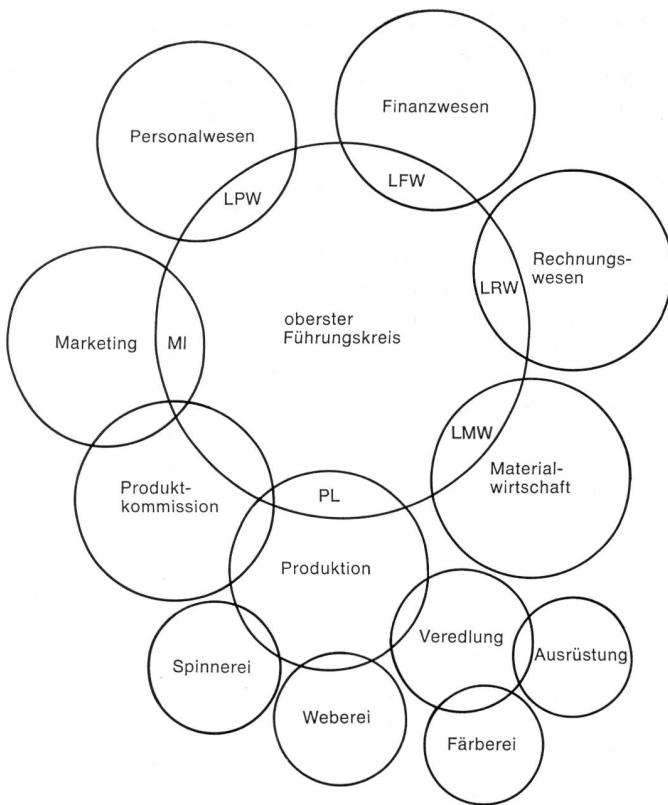 Finanzwesen
Personalwesen
LFW
LPW
Rechnungs-
wesen
LRW
oberster
Führungskreis
Marketing
MI
LMW
Material-
wirtschaft
Produkt-
kommission
PL
Produktion
Veredlung
Ausrüstung
Spinnerei
Weberei
Färberei